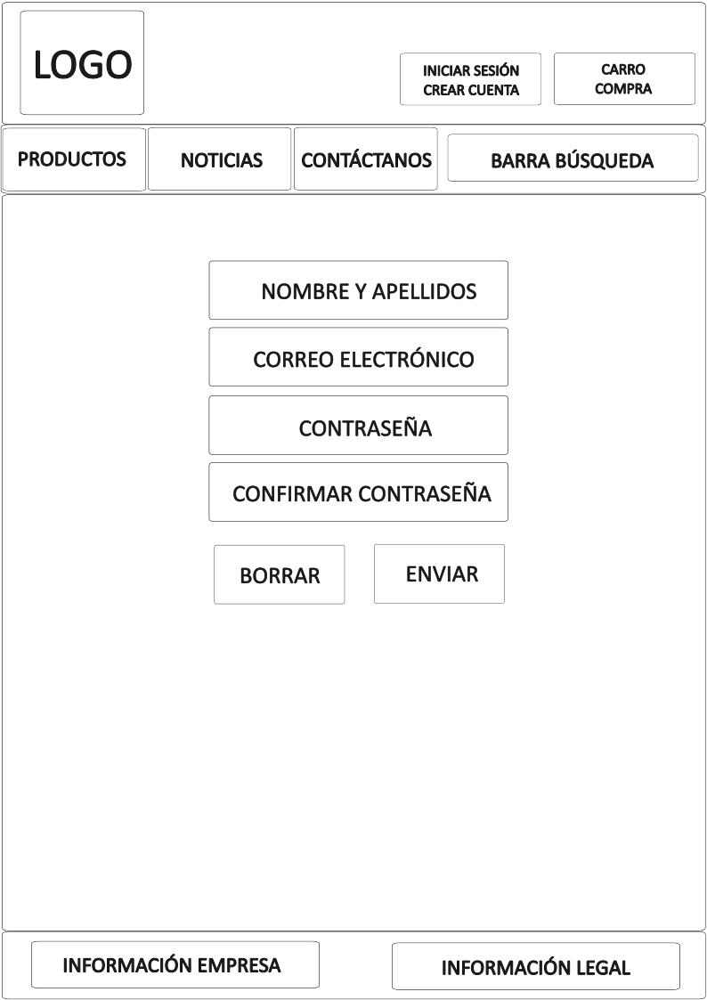 LOGO
INICIAR SESIÓN
CREAR CUENTA
CARRO
COMPRA
PRODUCTOS
NOTICIAS
CONTÁCTANOS
BARRA BÚSQUEDA
NOMBRE Y APELLIDOS
CORREO ELECTRÓNICO
CONTRASEÑA
CONFIRMAR CONTRASEÑA
BORRAR
ENVIAR
INFORMACIÓN EMPRESA
INFORMACIÓN LEGAL